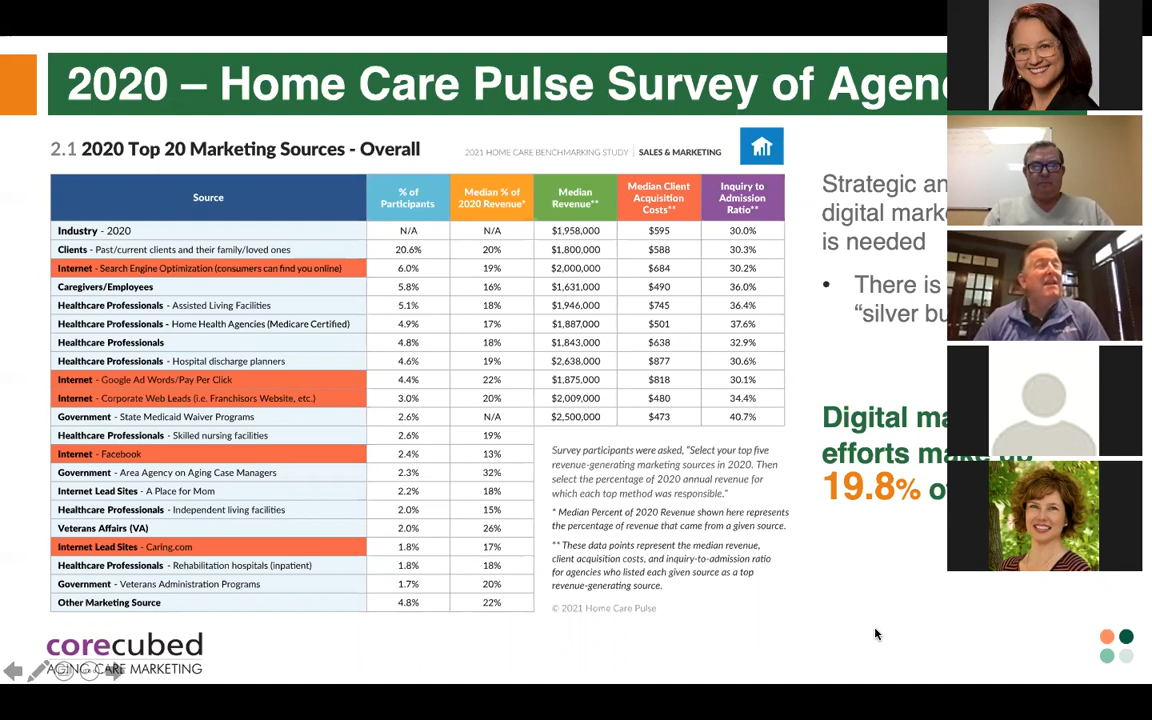 2020 – Home Care Pulse Survey of Agen
2.1 2020 Top 20 Marketing Sources - Overall
2021 HOME CARE BENCHMARKING STUDY | SALES & MARKETING
Source % of Participants Median % of 2020 Revenue* Median Revenue** Median Client Acquisition Costs** Inquiry to Admission Ratio**
Industry - 2020 N/A N/A $1,958,000 $595 30.0%
Clients - Past/current clients and their family/loved ones 20.6% 20% $1,800,000 $588 30.3%
Internet - Search Engine Optimization (consumers can find you online) 6.0% 19% $2,000,000 $684 30.2%
Caregivers/Employees 5.8% 16% $1,631,000 $490 36.0%
Healthcare Professionals - Assisted Living Facilities 5.1% 18% $1,946,000 $745 36.4%
Healthcare Professionals - Home Health Agencies (Medicare Certified) 4.9% 17% $1,887,000 $501 37.6%
Healthcare Professionals 4.8% 18% $1,843,000 $638 32.9%
Healthcare Professionals - Hospital discharge planners 4.6% 19% $2,638,000 $877 30.6%
Internet - Google Ad Words/Pay Per Click 4.4% 22% $1,875,000 $818 30.1%
Internet - Corporate Web Leads (i.e. Franchisors Website, etc.) 3.0% 20% $2,009,000 $480 34.4%
Government - State Medicaid Waiver Programs 2.6% N/A $2,500,000 $473 40.7%
Healthcare Professionals - Skilled nursing facilities 2.6% 19%
Internet - Facebook 2.4% 13%
Government - Area Agency on Aging Case Managers 2.3% 32%
Internet Lead Sites - A Place for Mom 2.2% 18%
Healthcare Professionals - Independent living facilities 2.0% 15%
Veterans Affairs (VA) 2.0% 26%
Internet Lead Sites - Caring.com 1.8% 17%
Healthcare Professionals - Rehabilitation hospitals (inpatient) 1.8% 18%
Government - Veterans Administration Programs 1.7% 20%
Other Marketing Source 4.8% 22%
Survey participants were asked, "Select your top five
revenue-generating marketing sources in 2020. Then
select the percentage of 2020 annual revenue for
which each top method was responsible."
* Median Percent of 2020 Revenue shown here represents
the percentage of revenue that came from a given source.
** These data points represent the median revenue,
client acquisition costs, and inquiry-to-admission ratio
for agencies who listed each given source as a top
revenue-generating source.
© 2021 Home Care Pulse
Strategic an
digital mark
is needed
• There is
"silver bu
Digital ma
efforts make up
19.8% o
corecubed
AGING CARE MARKETING